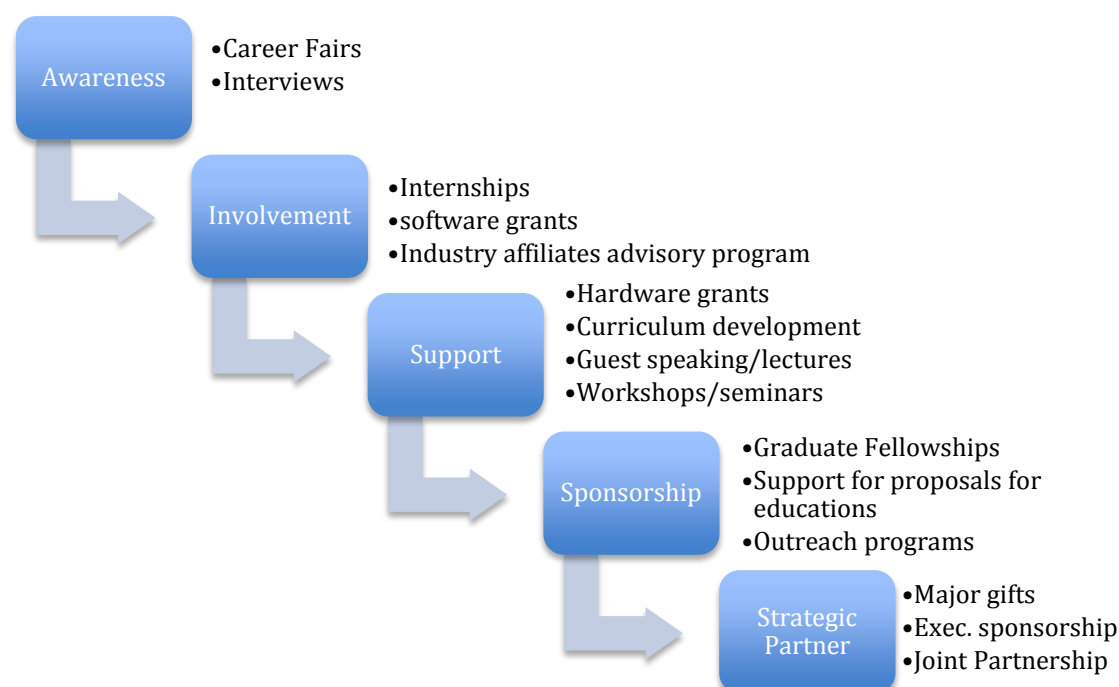 Awareness
•Career Fairs
•Interviews
Involvement
•Internships
•software grants
•Industry affiliates advisory program
Support
•Hardware grants
•Curriculum development
•Guest speaking/lectures
•Workshops/seminars
Sponsorship
•Graduate Fellowships
•Support for proposals for
educations
•Outreach programs
Strategic
Partner
•Major gifts
•Exec. sponsorship
•Joint Partnership